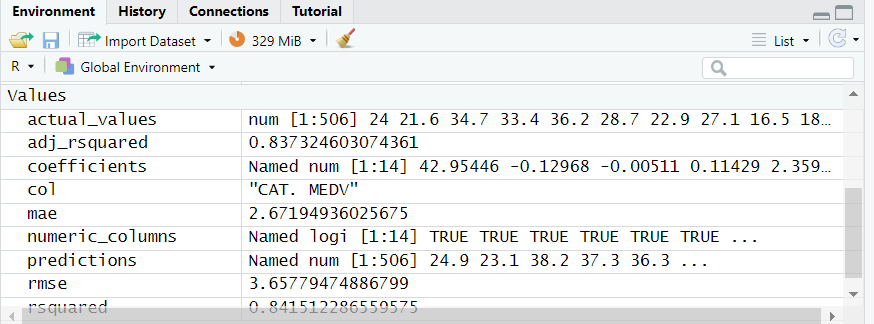 Environment History Connections Tutorial
Import Dataset 329 MiB List
R Global Environment
Values
actual_values num [1:506] 24 21.6 34.7 33.4 36.2 28.7 22.9 27.1 16.5 18...
adj_rsquared 0.837324603074361
coefficients Named num [1:14] 42.95446 -0.12968 -0.00511 0.11429 2.359...
col "CAT. MEDV"
mae 2.67194936025675
numeric_columns Named logi [1:14] TRUE TRUE TRUE TRUE TRUE TRUE ...
predictions Named num [1:506] 24.9 23.1 38.2 37.3 36.3 ...
rmse 3.65779474886799
rsquared 0.841512286559575